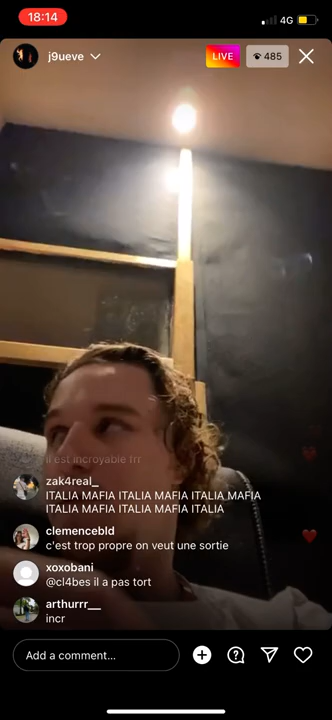 18:14
4G
j9ueve
LIVE
485
il est incroyable frr
zak4real_
ITALIA MAFIA ITALIA MAFIA ITALIA MAFIA
ITALIA MAFIA ITALIA MAFIA ITALIA
clemencebld
c'est trop propre on veut une sortie
xoxobani
@cl4bes il a pas tort
arthurrr__
incr
Add a comment...